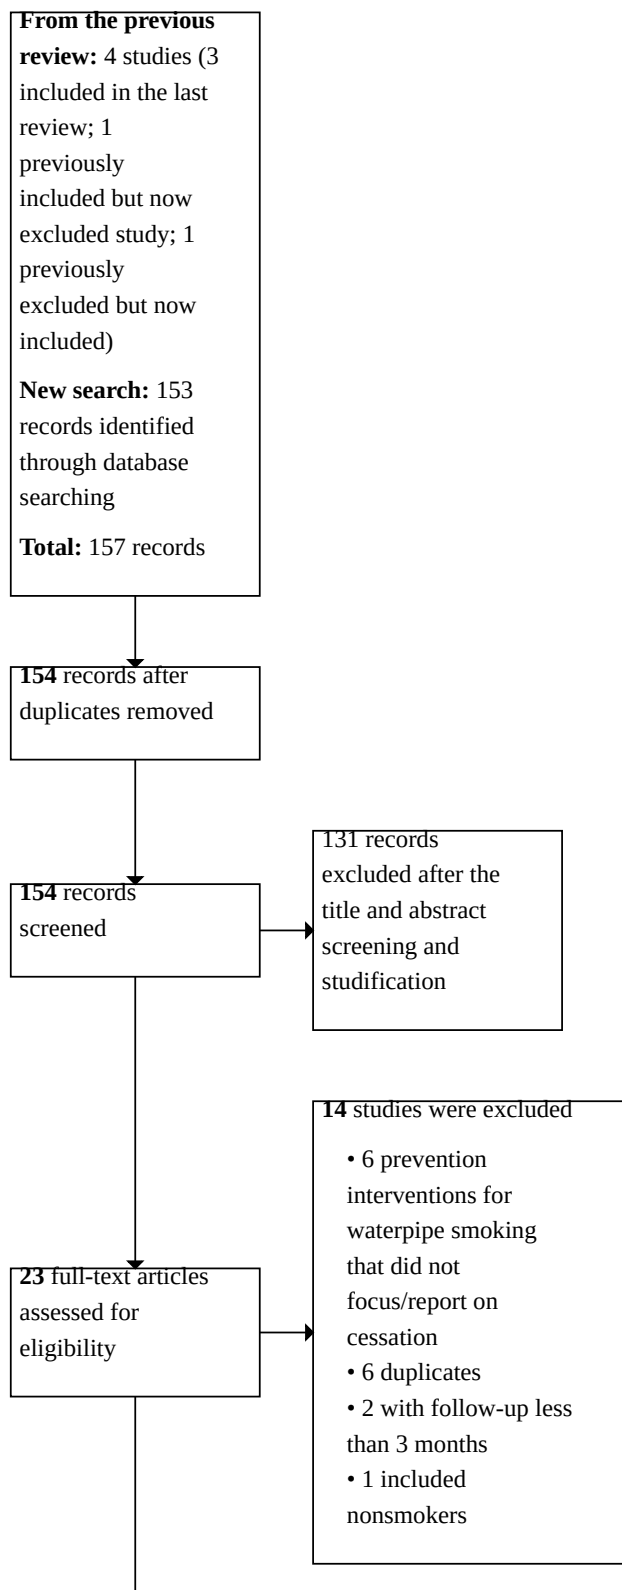 From the previous
review: 4 studies (3
included in the last
review; 1
previously
included but now
excluded study; 1
previously
excluded but now
included)
New search: 153
records identified
through database
searching
Total: 157 records
154 records after
duplicates removed
154 records
screened
131 records
excluded after the
title and abstract
screening and
studification
23 full-text articles
assessed for
eligibility
14 studies were excluded
• 6 prevention
interventions for
waterpipe smoking
that did not
focus/report on
cessation
• 6 duplicates
• 2 with follow-up less
than 3 months
• 1 included
nonsmokers